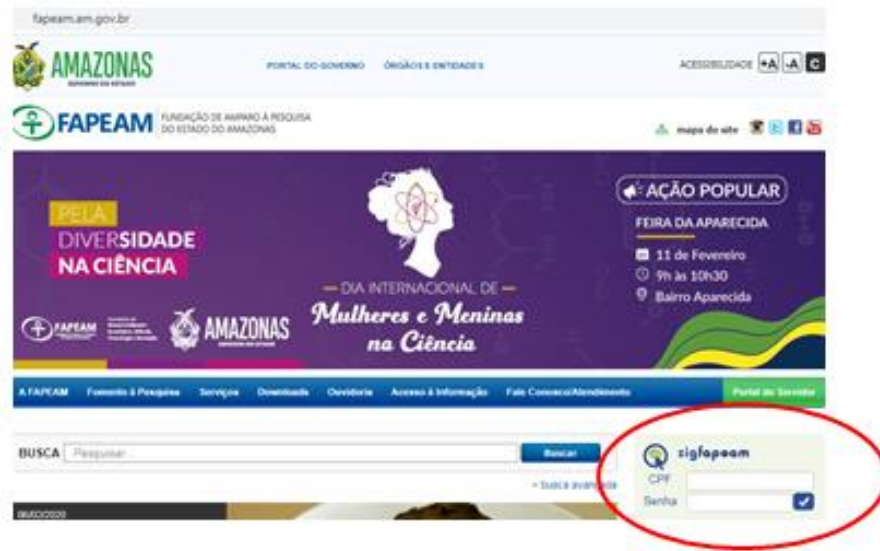 fapeam.am.gov.br
AMAZONAS
GOVERNO DO ESTADO
PORTAL DO GOVERNO ÓRGÃOS E ENTIDADES
ACESSIBILIDADE +A -A C
FAPEAM FUNDAÇÃO DE AMPARO À PESQUISA
DO ESTADO DO AMAZONAS
mapa do site
PELA
DIVERSIDADE
NA CIÊNCIA
DIA INTERNACIONAL DE
Mulheres e Meninas
na Ciência
AÇÃO POPULAR
FEIRA DA APARECIDA
11 de Fevereiro
9h às 10h30
Bairro Aparecida
FAPEAM
AMAZONAS
A FAPEAM Fomento à Pesquisa Serviços Downloads Ouvidoria Acesso à Informação Fale Conosco/Atendimento Portal do Servidor
BUSCA Pesquisar... Buscar
+ busca avançada
sigfapeam
CPF
Senha